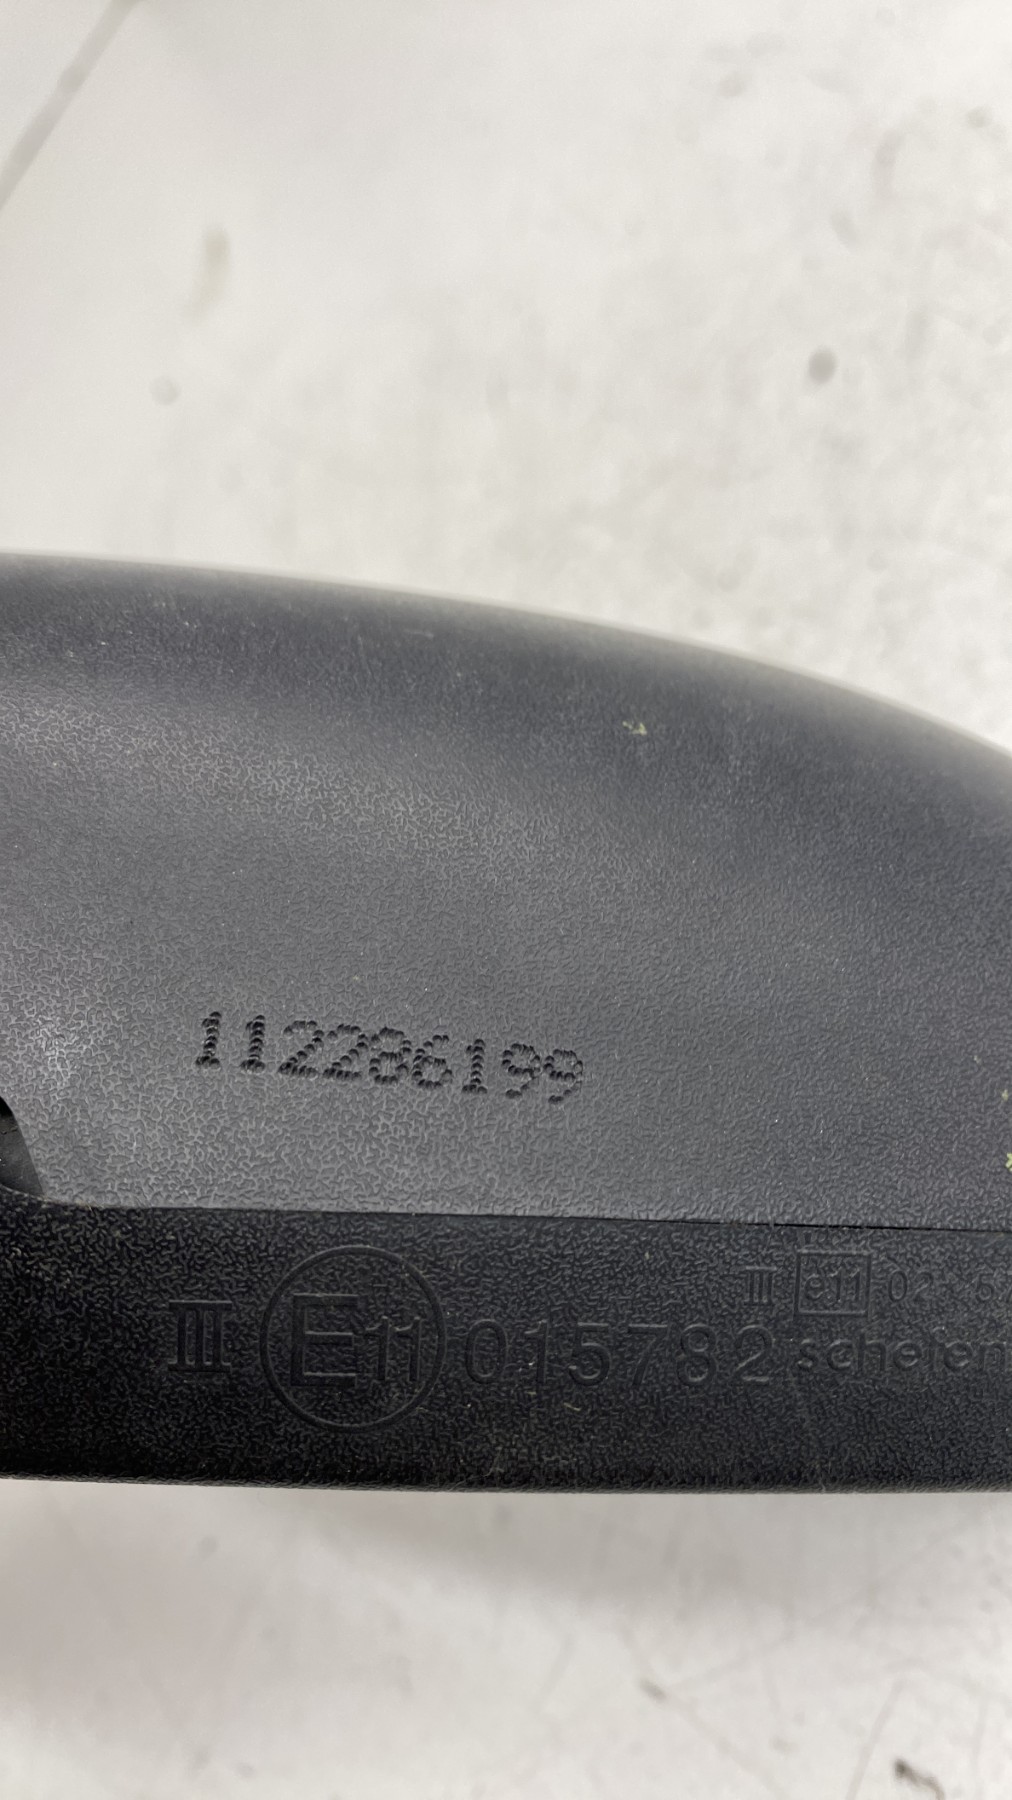 112286199
III e11 02
III E11 015782 schefen